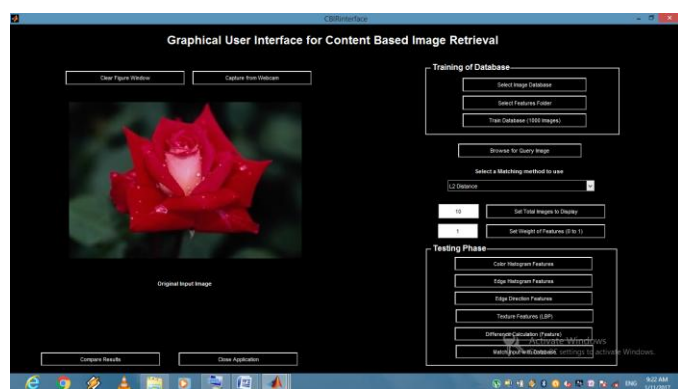 CBIRinterface
Graphical User Interface for Content Based Image Retrieval
Clear Figure Window
Capture from Webcam
Original Input Image
Compare Results
Close Application
Training of Database
Select Image Database
Select Features Folder
Train Database (1000 Images)
Browse for Query Image
Select a Matching method to use
L2 Distance
10
Set Total Images to Display
1
Set Weight of Features (0 to 1)
Testing Phase
Color Histogram Features
Edge Histogram Features
Edge Direction Features
Texture Features (LBP)
Difference Calculation (Feature)
Activate Windows
Match Input with Database
settings to activate Windows.
ENG
9:22 AM
1/11/2017